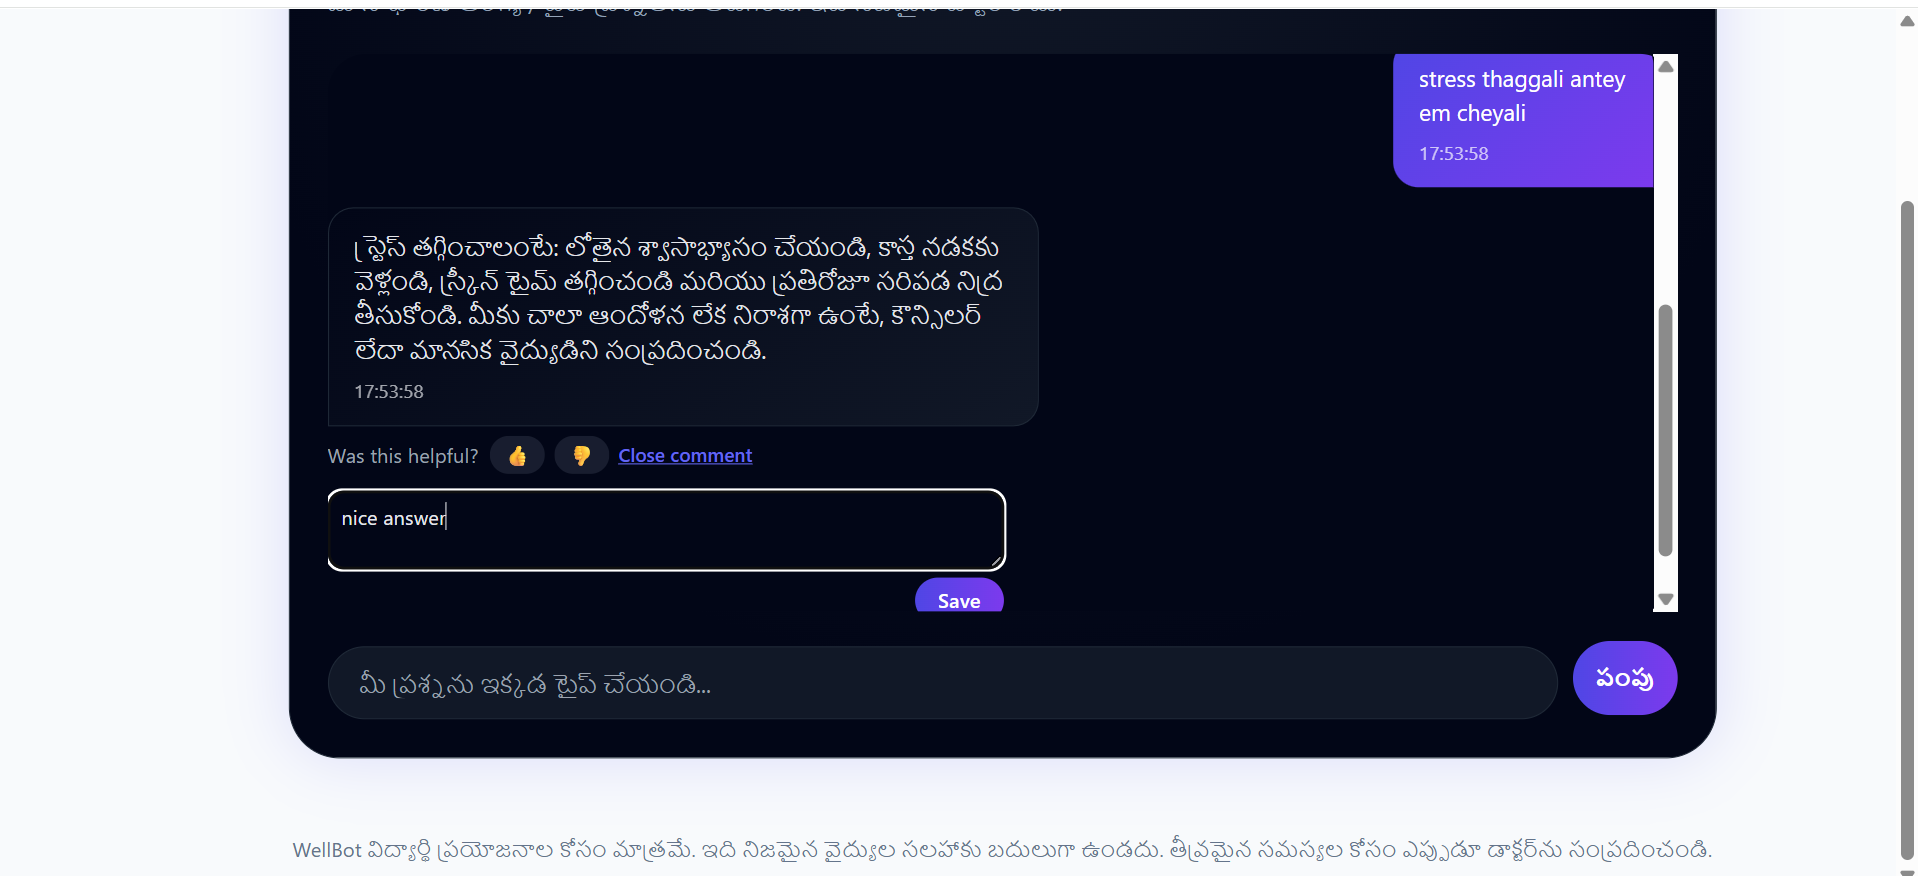 stress thaggali antey
em cheyali
17:53:58
స్ట్రెస్ తగ్గించాలంటే: లోతైన శ్వాసాభ్యాసం చేయండి, కాస్త నడకకు
వెళ్లండి, స్క్రీన్ టైమ్ తగ్గించండి మరియు ప్రతిరోజూ సరిపడ నిద్ర
తీసుకోండి. మీకు చాలా ఆందోళన లేక నిరాశగా ఉంటే, కౌన్సిలర్
లేదా మానసిక వైద్యుడిని సంప్రదించండి.
17:53:58
Was this helpful? 👍 👎 Close comment
nice answer
Save
మీ ప్రశ్నను ఇక్కడ టైప్ చేయండి...
పంపు
WellBot విద్యార్థి ప్రయోజనాల కోసం మాత్రమే. ఇది నిజమైన వైద్యుల సలహాకు బదులుగా ఉండదు. తీవ్రమైన సమస్యల కోసం ఎప్పుడూ డాక్టర్‌ను సంప్రదించండి.